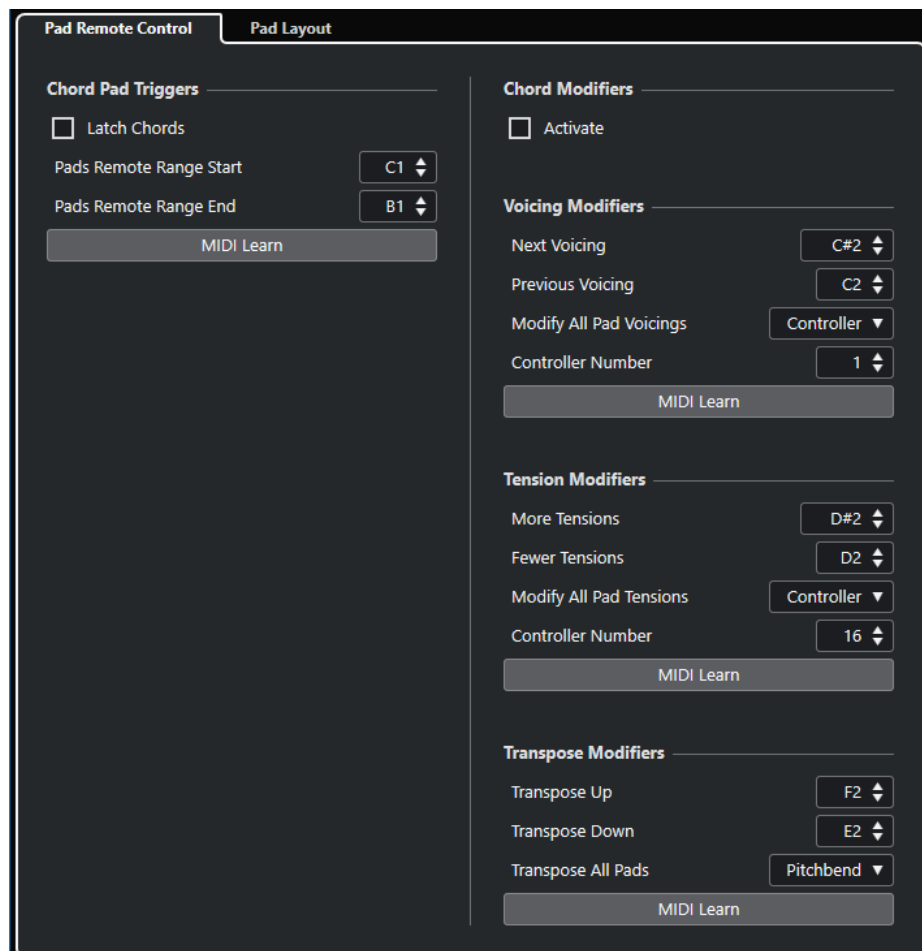 Pad Remote Control
Pad Layout
Chord Pad Triggers
Latch Chords
Pads Remote Range Start C1
Pads Remote Range End B1
MIDI Learn
Chord Modifiers
Activate
Voicing Modifiers
Next Voicing C#2
Previous Voicing C2
Modify All Pad Voicings Controller
Controller Number 1
MIDI Learn
Tension Modifiers
More Tensions D#2
Fewer Tensions D2
Modify All Pad Tensions Controller
Controller Number 16
MIDI Learn
Transpose Modifiers
Transpose Up F2
Transpose Down E2
Transpose All Pads Pitchbend
MIDI Learn